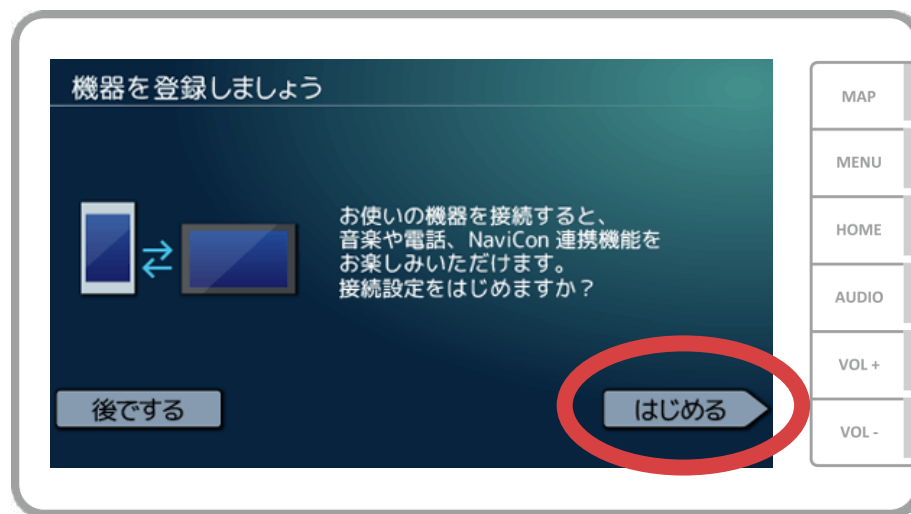 機器を登録しましょう
お使いの機器を接続すると、
音楽や電話、NaviCon 連携機能を
お楽しみいただけます。
接続設定をはじめますか？
後でする
はじめる
MAP
MENU
HOME
AUDIO
VOL +
VOL -